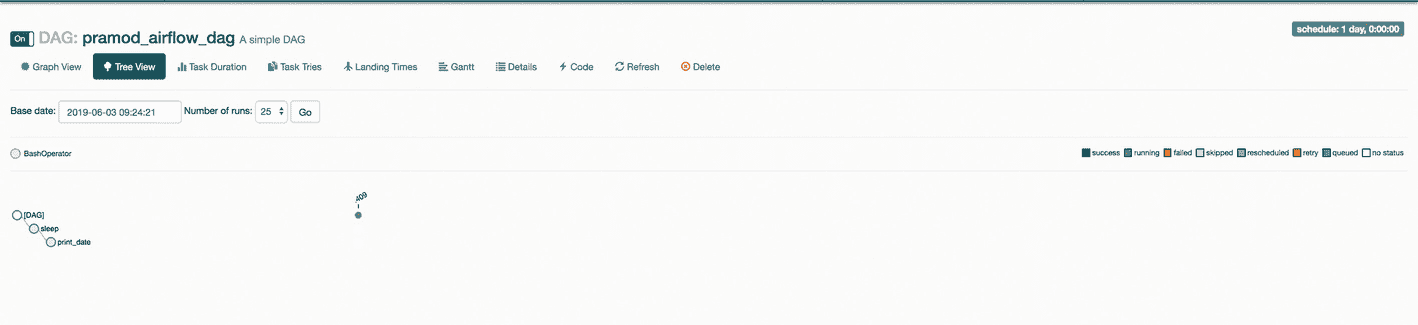 On DAG: pramod_airflow_dag A simple DAG
schedule: 1 day, 0:00:00
Graph View Tree View Task Duration Task Tries Landing Times Gantt Details Code Refresh Delete
Base date: 2019-06-03 09:24:21 Number of runs: 25 Go
BashOperator
success running failed skipped rescheduled retry queued no status
.409
[DAG]
sleep
print_date